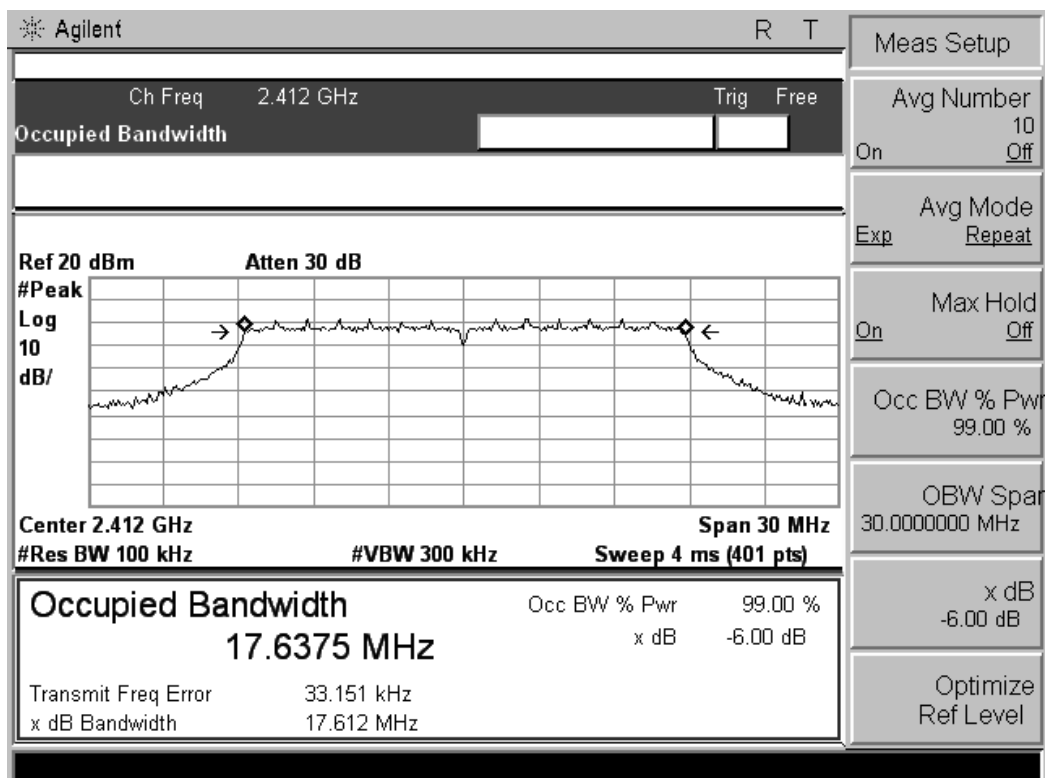 Agilent R T
Ch Freq 2.412 GHz Trig Free
Occupied Bandwidth
Ref 20 dBm Atten 30 dB
#Peak
Log
10
dB/
Center 2.412 GHz Span 30 MHz
#Res BW 100 kHz #VBW 300 kHz Sweep 4 ms (401 pts)
Occupied Bandwidth
17.6375 MHz
Occ BW % Pwr 99.00 %
x dB -6.00 dB
Transmit Freq Error 33.151 kHz
x dB Bandwidth 17.612 MHz
Meas Setup
Avg Number
10
On Off
Avg Mode
Exp Repeat
Max Hold
On Off
Occ BW % Pwr
99.00 %
OBW Span
30.0000000 MHz
x dB
-6.00 dB
Optimize
Ref Level